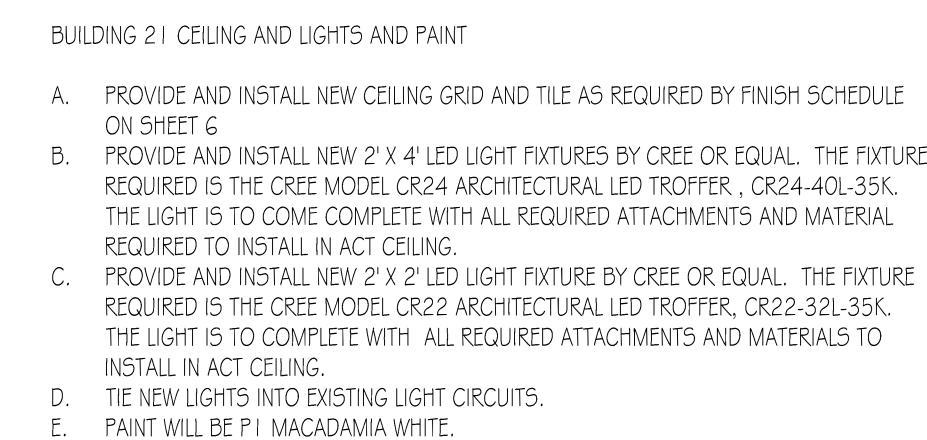 BUILDING 21 CEILING AND LIGHTS AND PAINT
A. PROVIDE AND INSTALL NEW CEILING GRID AND TILE AS REQUIRED BY FINISH SCHEDULE
ON SHEET 6
B. PROVIDE AND INSTALL NEW 2' X 4' LED LIGHT FIXTURES BY CREE OR EQUAL. THE FIXTURE
REQUIRED IS THE CREE MODEL CR24 ARCHITECTURAL LED TROFFER , CR24-40L-35K.
THE LIGHT IS TO COME COMPLETE WITH ALL REQUIRED ATTACHMENTS AND MATERIAL
REQUIRED TO INSTALL IN ACT CEILING.
C. PROVIDE AND INSTALL NEW 2' X 2' LED LIGHT FIXTURE BY CREE OR EQUAL. THE FIXTURE
REQUIRED IS THE CREE MODEL CR22 ARCHITECTURAL LED TROFFER, CR22-32L-35K.
THE LIGHT IS TO COMPLETE WITH ALL REQUIRED ATTACHMENTS AND MATERIALS TO
INSTALL IN ACT CEILING.
D. TIE NEW LIGHTS INTO EXISTING LIGHT CIRCUITS.
E. PAINT WILL BE P1 MACADAMIA WHITE.